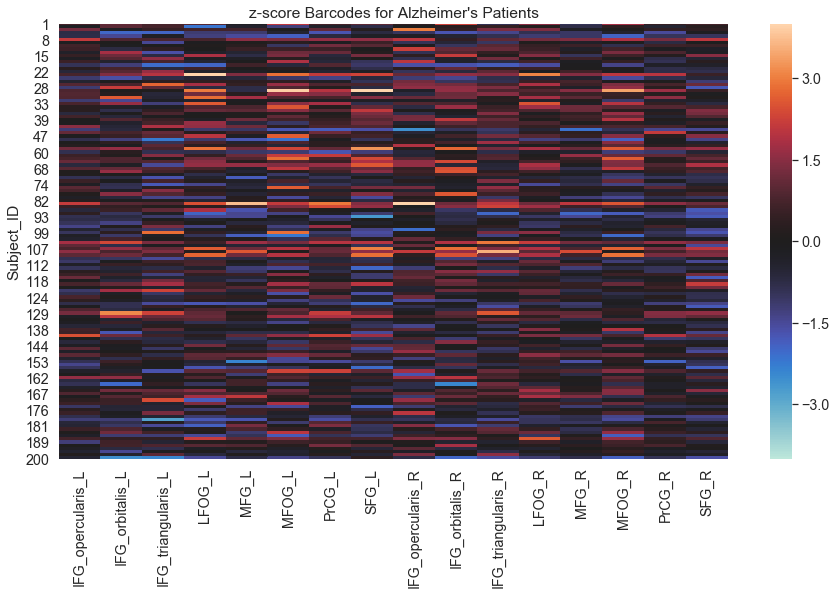 z-score Barcodes for Alzheimer's Patients
Subject_ID
1
8
15
22
28
33
39
47
60
68
74
82
93
99
107
112
118
124
129
138
144
153
162
167
176
181
189
200
IFG_opercularis_L
IFG_orbitalis_L
IFG_triangularis_L
LFOG_L
MFG_L
MFOG_L
PrCG_L
SFG_L
IFG_opercularis_R
IFG_orbitalis_R
IFG_triangularis_R
LFOG_R
MFG_R
MFOG_R
PrCG_R
SFG_R
3.0
1.5
0.0
−1.5
−3.0